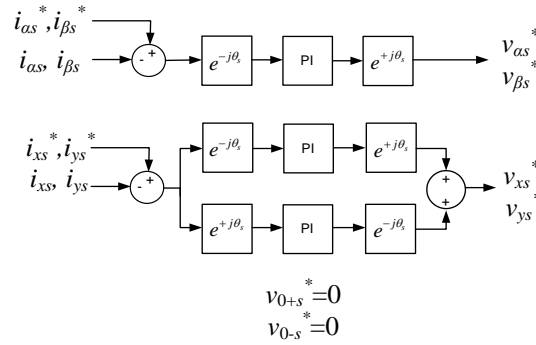 iαs*,iβs*
iαs, iβs
- +
e^−jθs
PI
e^+jθs
vαs*
vβs*
ixs*,iys*
ixs, iys
- +
e^−jθs
PI
e^+jθs
e^+jθs
PI
e^−jθs
+
+
vxs*
vys*
v0+s*=0
v0-s*=0